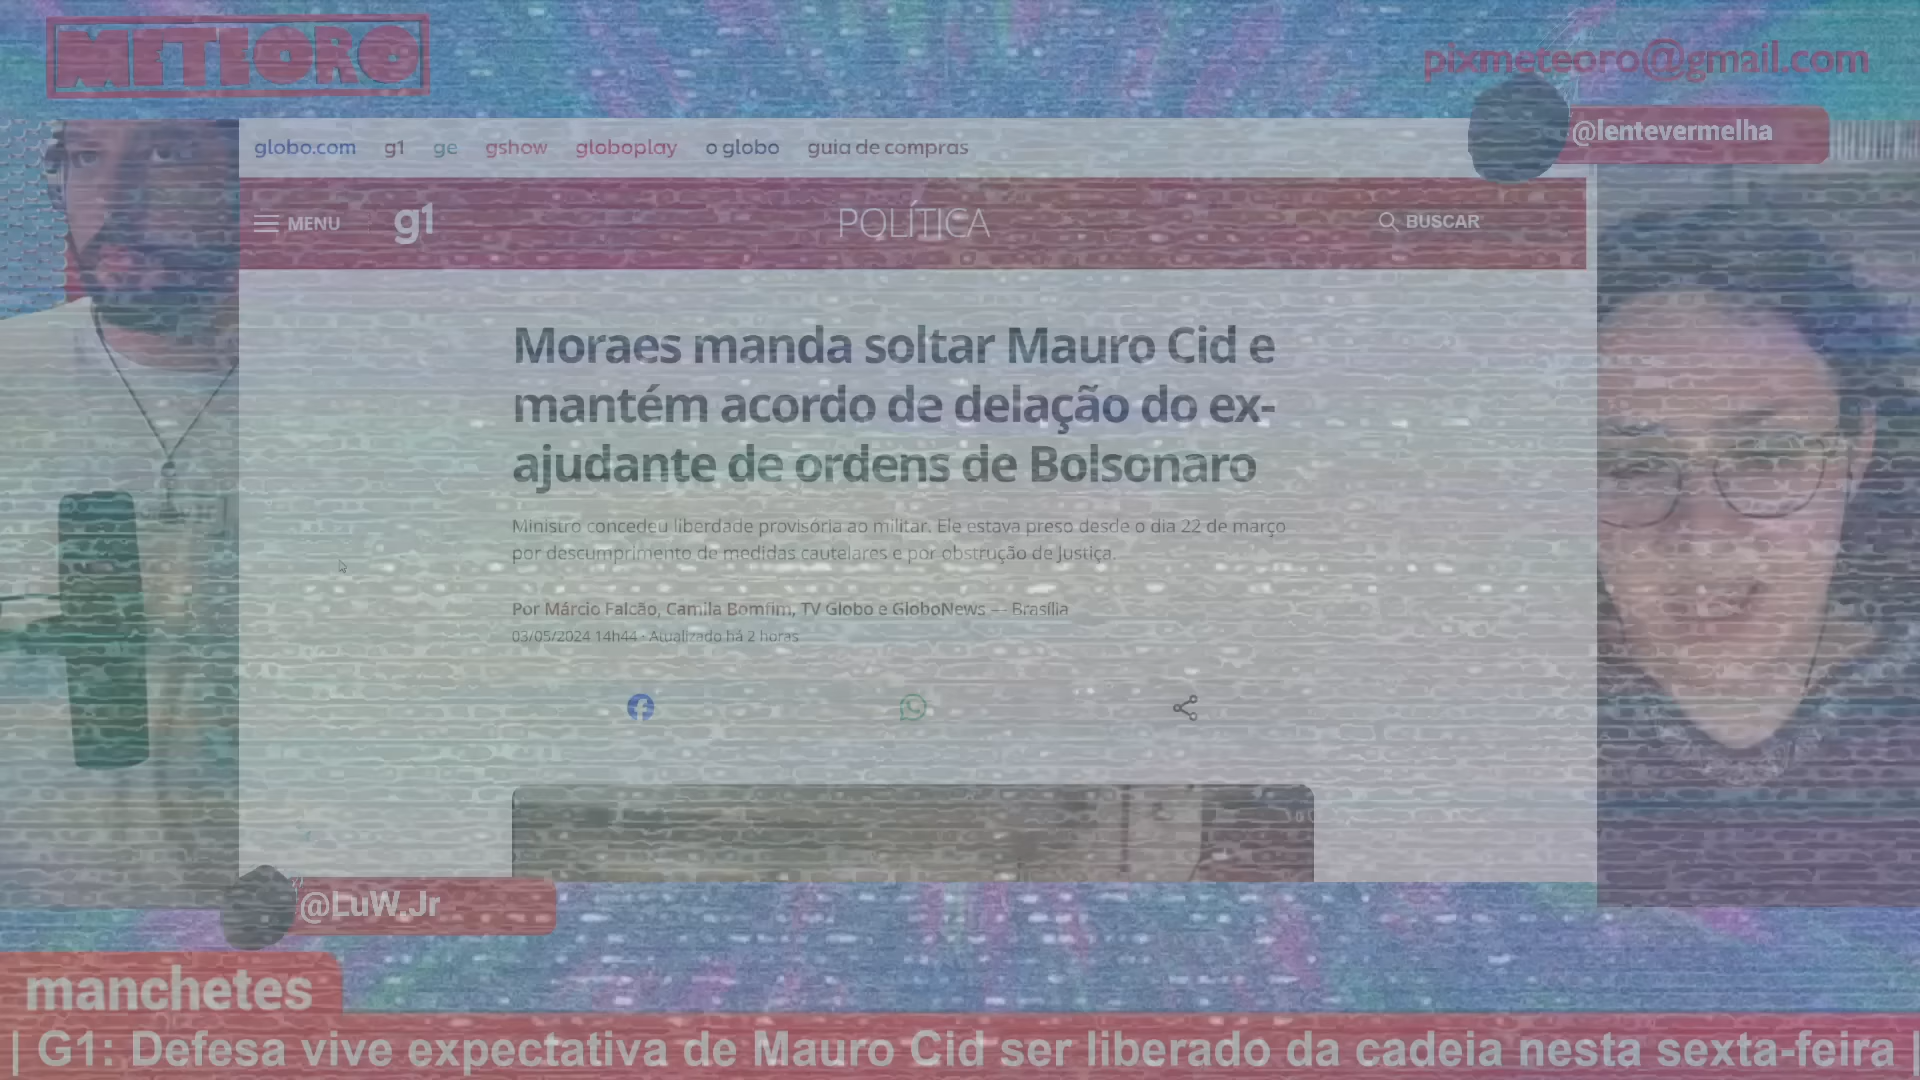 METEORO
pixmeteoro@gmail.com
@lentevermelha
globo.com g1 ge gshow globoplay o globo guia de compras
MENU g1 POLÍTICA BUSCAR
Moraes manda soltar Mauro Cid e
mantém acordo de delação do ex-
ajudante de ordens de Bolsonaro
Ministro concedeu liberdade provisória ao militar. Ele estava preso desde o dia 22 de março
por descumprimento de medidas cautelares e por obstrução de Justiça.
Por Márcio Falcão, Camila Bomfim, TV Globo e GloboNews — Brasília
03/05/2024 14h44 · Atualizado há 2 horas
@LuW.Jr
manchetes
| G1: Defesa vive expectativa de Mauro Cid ser liberado da cadeia nesta sexta-feira |